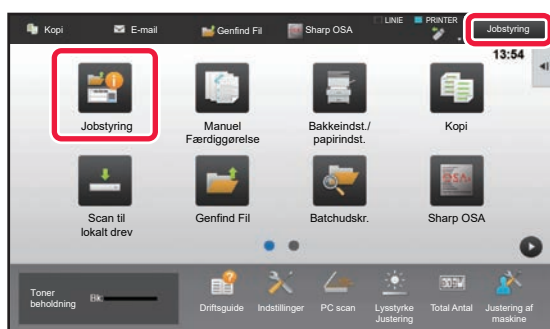 Kopi
E-mail
Genfind Fil
Sharp OSA
LINIE
PRINTER
Jobstyring
13:54
Jobstyring
Manuel
Færdiggørelse
Bakkeindst./
papirindst.
Kopi
Scan til
lokalt drev
Genfind Fil
Batchudskr.
Sharp OSA
Toner
beholdning
Bk
Driftsguide
Indstillinger
PC scan
Lysstyrke
Justering
Total Antal
Justering af
maskine